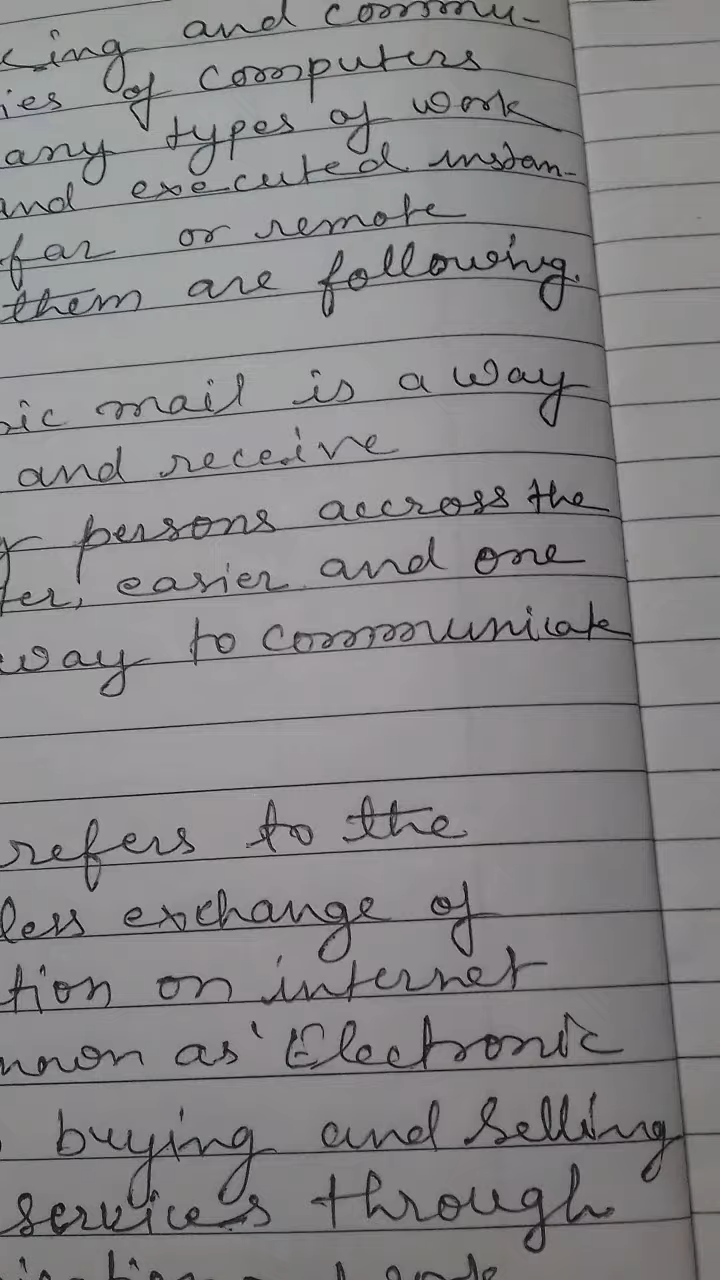 king and commu-
ies of computers
any types of work
and executed instan-
far or remote
them are following.
ic mail is a way
and receive
persons accross the
ter, easier and one
way to communicate
refers to the
less exchange of
tion on internet
nown as 'Electronic
buying and selling
services through